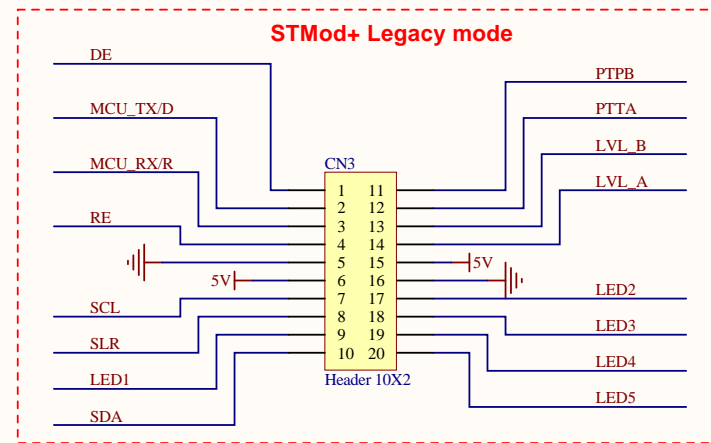 STMod+ Legacy mode
DE
PTPB
MCU_TX/D
PTTA
LVL_B
MCU_RX/R
CN3
LVL_A
1 11
2 12
RE
3 13
4 14
5 15
5V
5V
6 16
7 17
LED2
SCL
8 18
LED3
9 19
SLR
10 20
LED4
LED1
Header 10X2
LED5
SDA